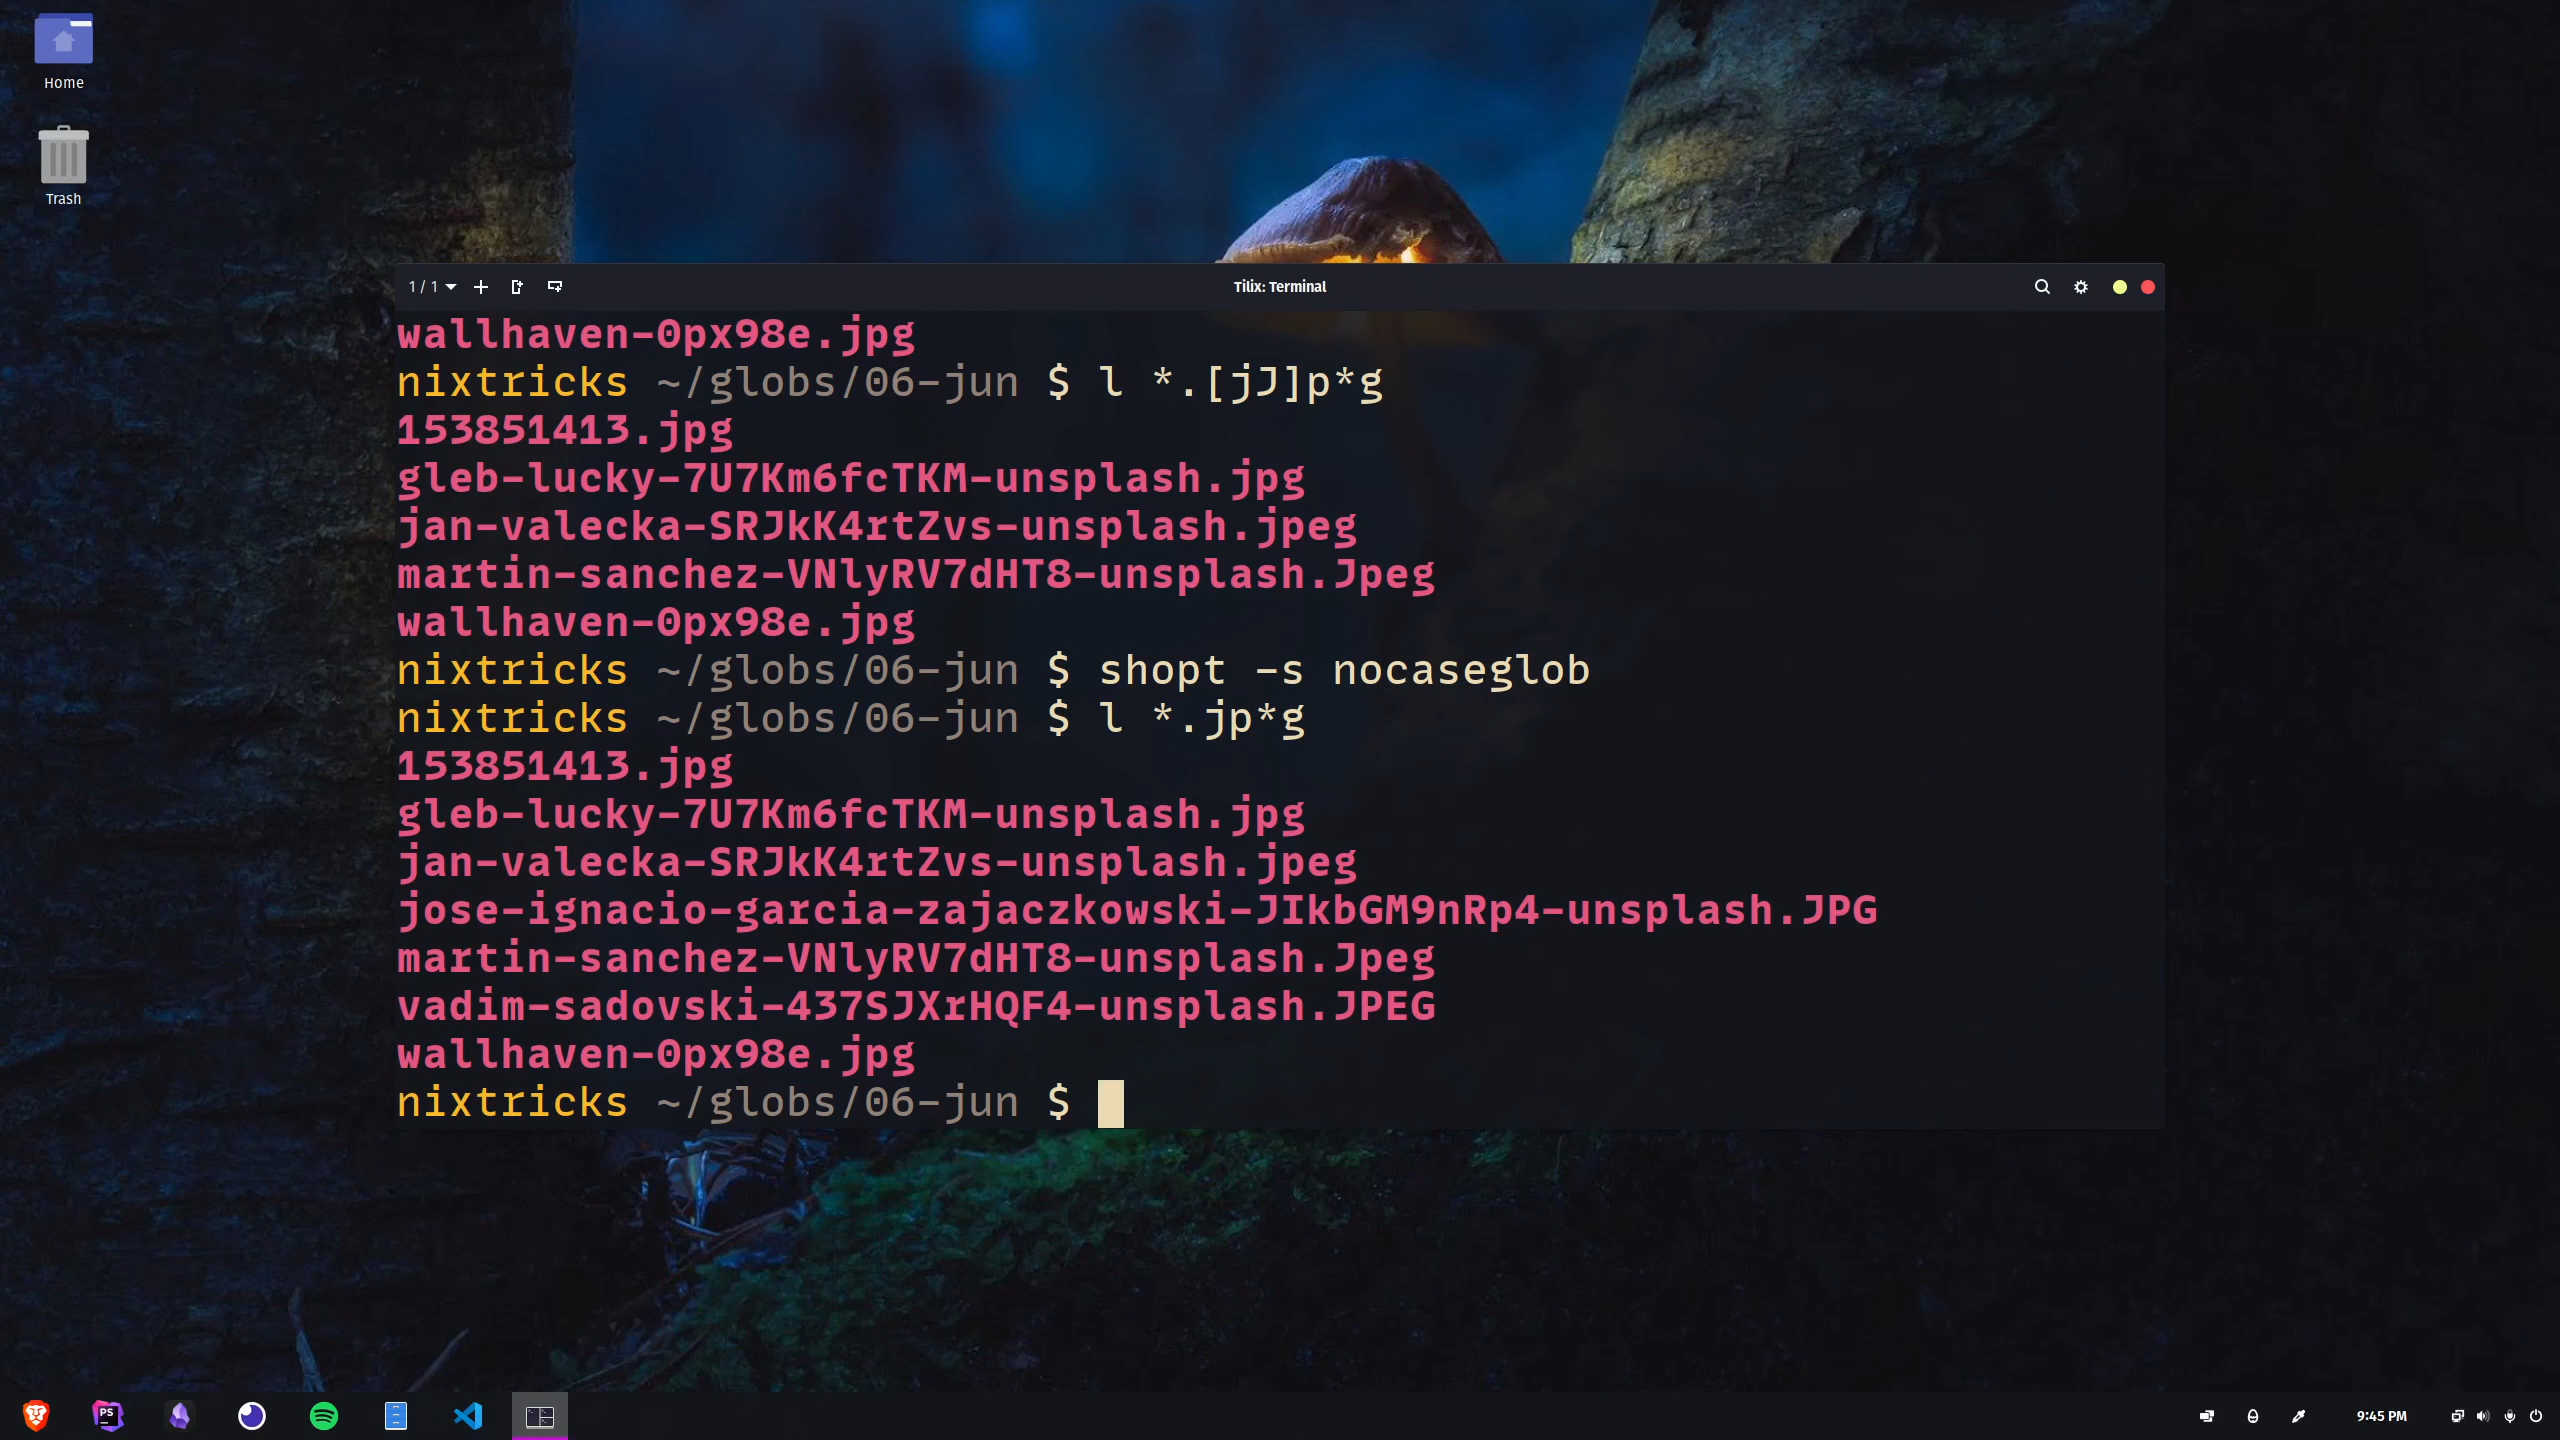 Home
Trash
1 / 1
Tilix: Terminal
wallhaven-0px98e.jpg
nixtricks ~/globs/06-jun $ l *.[jJ]p*g
153851413.jpg
gleb-lucky-7U7Km6fcTKM-unsplash.jpg
jan-valecka-SRJkK4rtZvs-unsplash.jpeg
martin-sanchez-VNlyRV7dHT8-unsplash.Jpeg
wallhaven-0px98e.jpg
nixtricks ~/globs/06-jun $ shopt -s nocaseglob
nixtricks ~/globs/06-jun $ l *.jp*g
153851413.jpg
gleb-lucky-7U7Km6fcTKM-unsplash.jpg
jan-valecka-SRJkK4rtZvs-unsplash.jpeg
jose-ignacio-garcia-zajaczkowski-JIkbGM9nRp4-unsplash.JPG
martin-sanchez-VNlyRV7dHT8-unsplash.Jpeg
vadim-sadovski-437SJXrHQF4-unsplash.JPEG
wallhaven-0px98e.jpg
nixtricks ~/globs/06-jun $
PS
9:45 PM